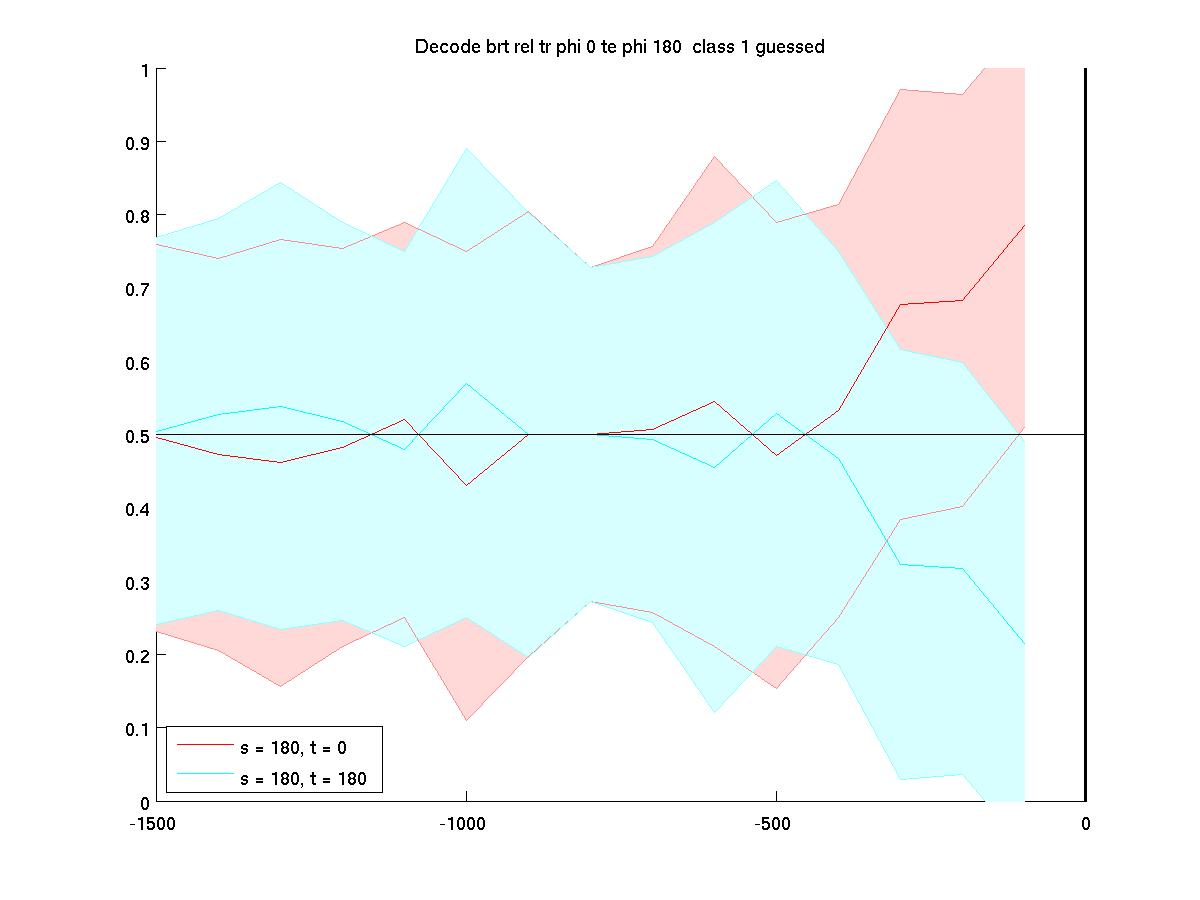 Decode brt rel tr phi 0 te phi 180 class 1 guessed
1
0.9
0.8
0.7
0.6
0.5
0.4
0.3
0.2
0.1
0
s = 180, t = 0
s = 180, t = 180
-1500 -1000 -500 0